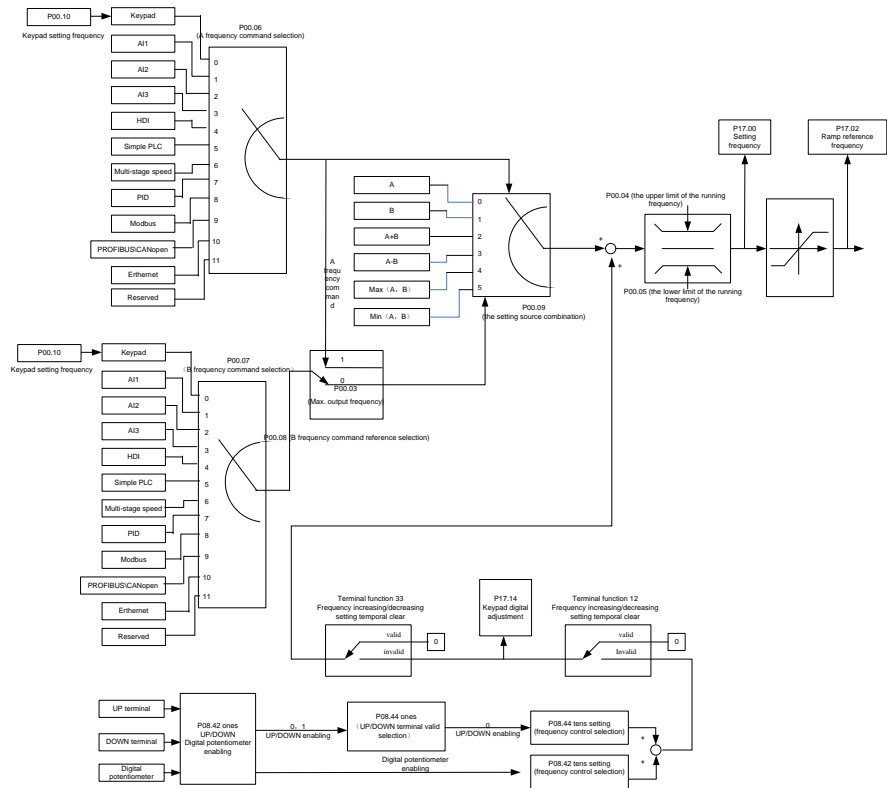 P00.10
Keypad setting frequency
Keypad
AI1
AI2
AI3
HDI
Simple PLC
Multi-stage speed
PID
Modbus
PROFIBUS\CANopen
Erthernet
Reserved
P00.06
(A frequency command selection)
0
1
2
3
4
5
6
7
8
9
10
11
A
frequ
ency
com
man
d
A
B
A+B
A-B
Max（A，B）
Min（A，B）
0
1
2
3
4
5
P00.09
(the setting source combination)
+
+
P00.04 (the upper limit of the running
frequency)
P00.05 (the lower limit of the running
frequency)
P17.00
Setting
frequency
P17.02
Ramp reference
frequency
P00.10
Keypad setting frequency
Keypad
AI1
AI2
AI3
HDI
Simple PLC
Multi-stage speed
PID
Modbus
PROFIBUS\CANopen
Erthernet
Reserved
P00.07
(B frequency command selection)
0
1
2
3
4
5
6
7
8
9
10
11
1
0
P00.03
(Max. output frequency)
P00.08 (B frequency command reference selection)
Terminal function 33
Frequency increasing/decreasing
setting temporal clear
valid
invalid
0
P17.14
Keypad digital
adjustment
Terminal function 12
Frequency increasing/decreasing
setting temporal clear
valid
Invalid
0
UP terminal
DOWN terminal
Digital
potentiometer
P08.42 ones
UP/DOWN
Digital potentiometer
enabling
0，1
UP/DOWN enabling
P08.44 ones
（UP/DOWN terminal valid
selection）
0
UP/DOWN enabling
P08.44 tens setting
(frequency control selection)
Digital potentiometer
enabling
P08.42 tens setting
(frequency control selection)
+
+